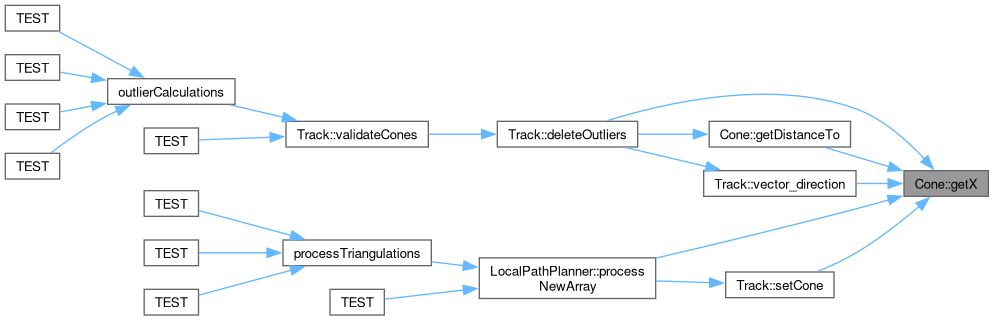 TEST
TEST
TEST
TEST
outlierCalculations
TEST
Track::validateCones
Track::deleteOutliers
Cone::getDistanceTo
Track::vector_direction
Cone::getX
TEST
TEST
TEST
processTriangulations
TEST
LocalPathPlanner::process
NewArray
Track::setCone